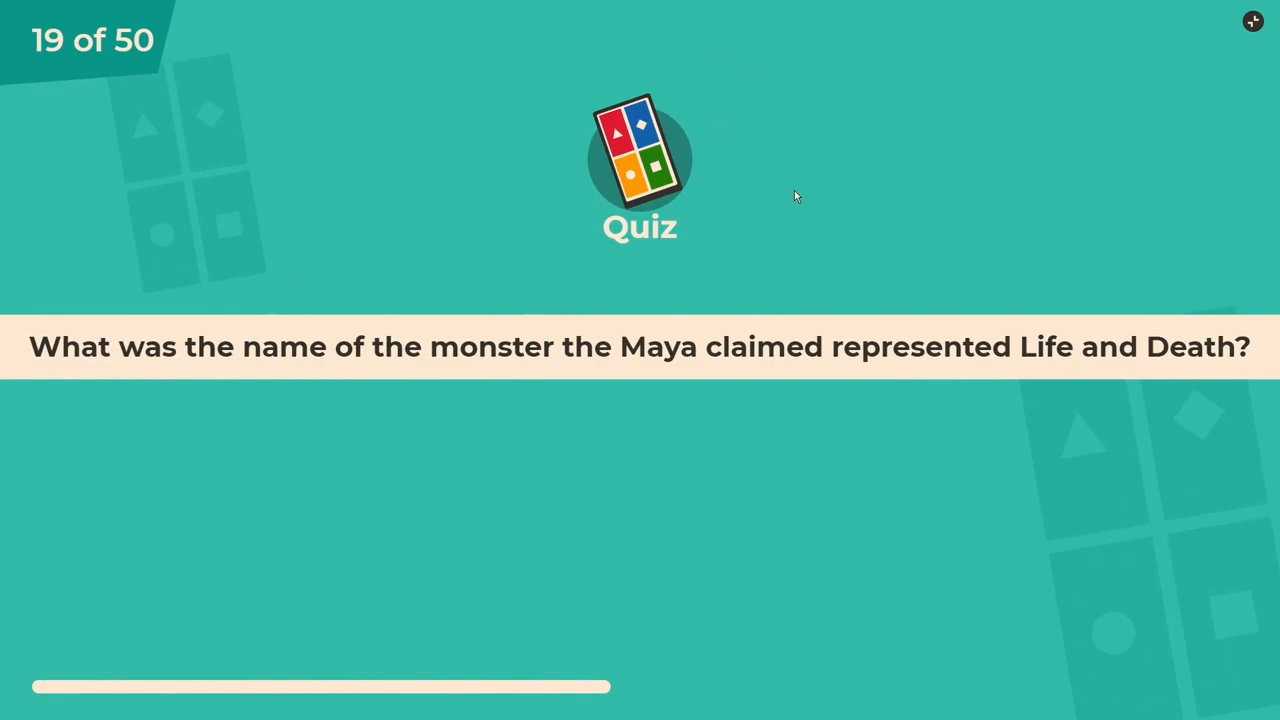 19 of 50
Quiz
What was the name of the monster the Maya claimed represented Life and Death?